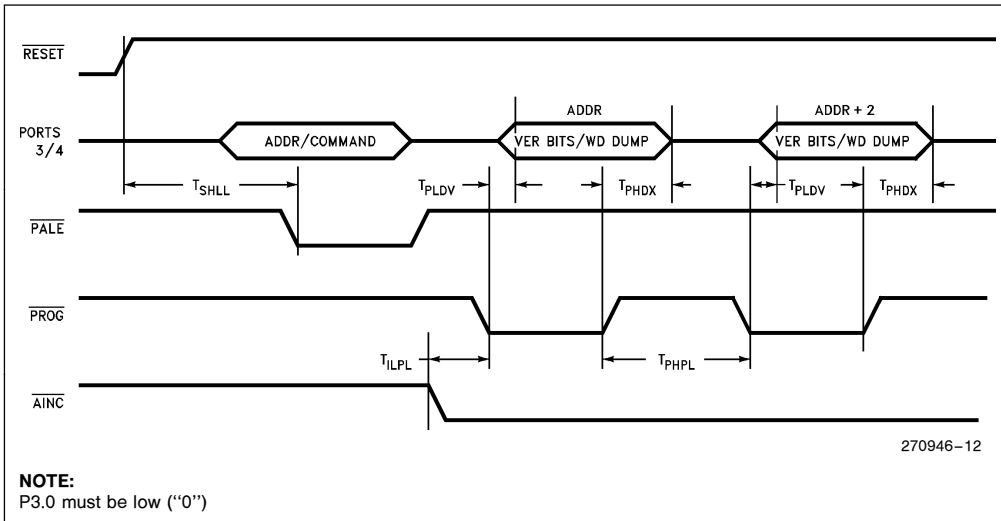 RESET
ADDR
ADDR + 2
PORTS
3/4
ADDR/COMMAND
VER BITS/WD DUMP
VER BITS/WD DUMP
TSHLL
TPLDV
TPHDX
TPLDV
TPHDX
PALE
PROG
TILPL
TPHPL
AINC
270946–12
NOTE:
P3.0 must be low (‘‘0’’)